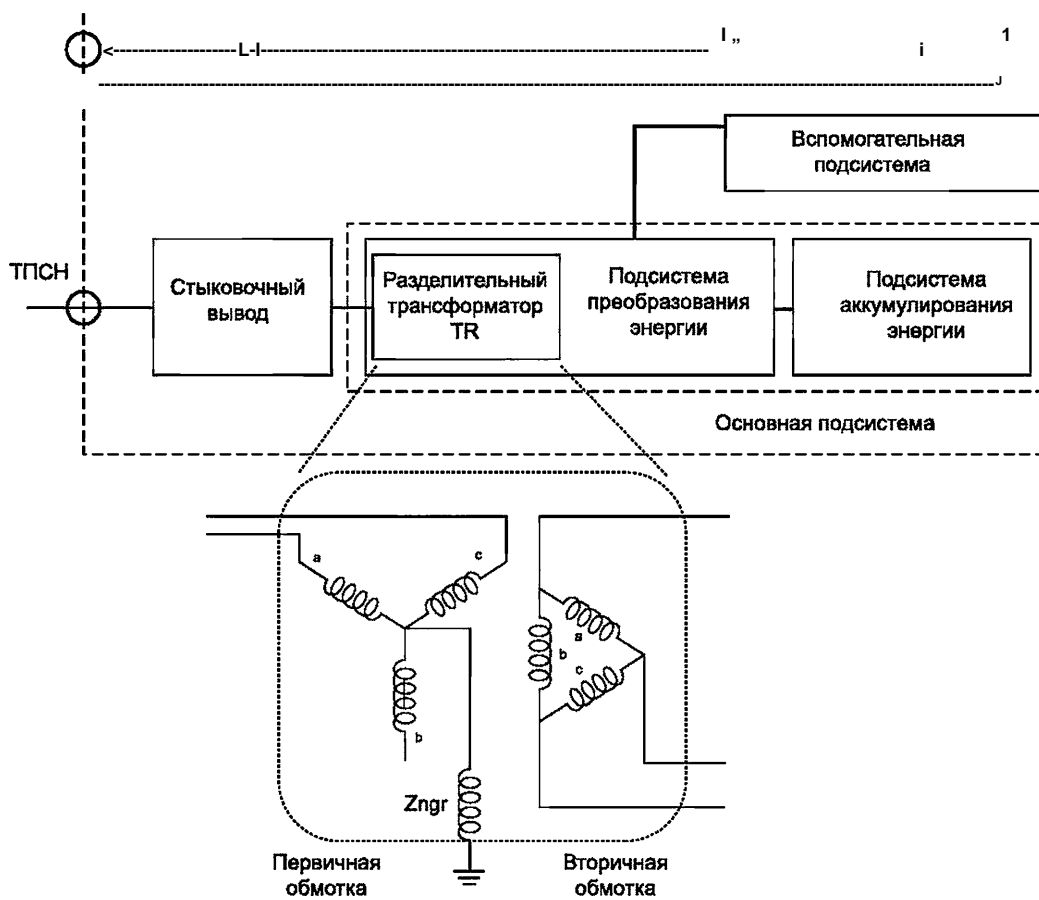 L-I
I „
i
1
J
Вспомогательная
подсистема
ТПСН
Стыковочный
вывод
Разделительный
трансформатор
TR
Подсистема
преобразования
энергии
Подсистема
аккумулирования
энергии
Основная подсистема
a
c
b
Zngr
a
b
c
Первичная
обмотка
Вторичная
обмотка